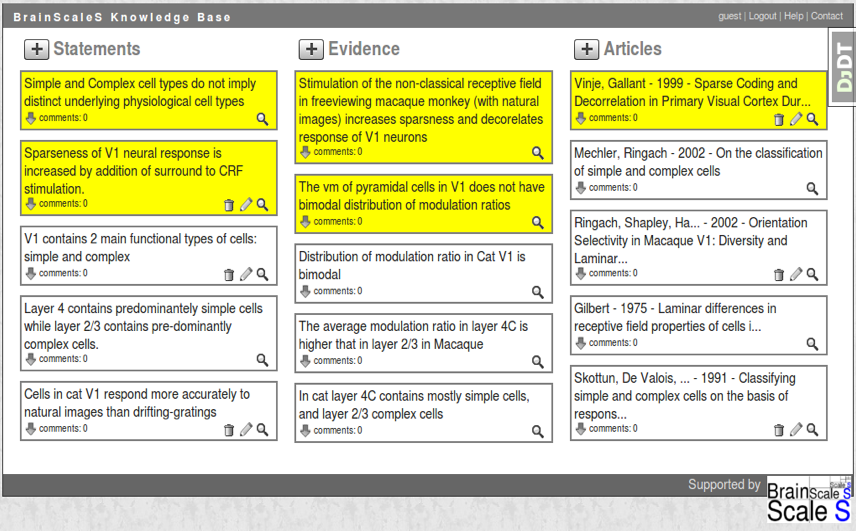 BrainScaleS Knowledge Base
guest | Logout | Help | Contact
Statements
Simple and Complex cell types do not imply
distinct underlying physiological cell types
comments: 0
Sparseness of V1 neural response is
increased by addition of surround to CRF
stimulation.
comments: 0
V1 contains 2 main functional types of cells:
simple and complex
comments: 0
Layer 4 contains predominantely simple cells
while layer 2/3 contains pre-dominantly
complex cells.
comments: 0
Cells in cat V1 respond more accurately to
natural images than drifting-gratings
comments: 0
Evidence
Stimulation of the non-classical receptive field
in freeviewing macaque monkey (with natural
images) increases sparsness and decorelates
response of V1 neurons
comments: 0
The vm of pyramidal cells in V1 does not have
bimodal distribution of modulation ratios
comments: 0
Distribution of modulation ratio in Cat V1 is
bimodal
comments: 0
The average modulation ratio in layer 4C is
higher that in layer 2/3 in Macaque
comments: 0
In cat layer 4C contains mostly simple cells,
and layer 2/3 complex cells
comments: 0
Articles
Vinje, Gallant - 1999 - Sparse Coding and
Decorrelation in Primary Visual Cortex Dur...
comments: 0
Mechler, Ringach - 2002 - On the classification
of simple and complex cells
comments: 0
Ringach, Shapley, Ha... - 2002 - Orientation
Selectivity in Macaque V1: Diversity and
Laminar...
comments: 0
Gilbert - 1975 - Laminar differences in
receptive field properties of cells i...
comments: 0
Skottun, De Valois, ... - 1991 - Classifying
simple and complex cells on the basis of
respons...
comments: 0
DJDT
Supported by
Scale S
BrainScale S
Scale S